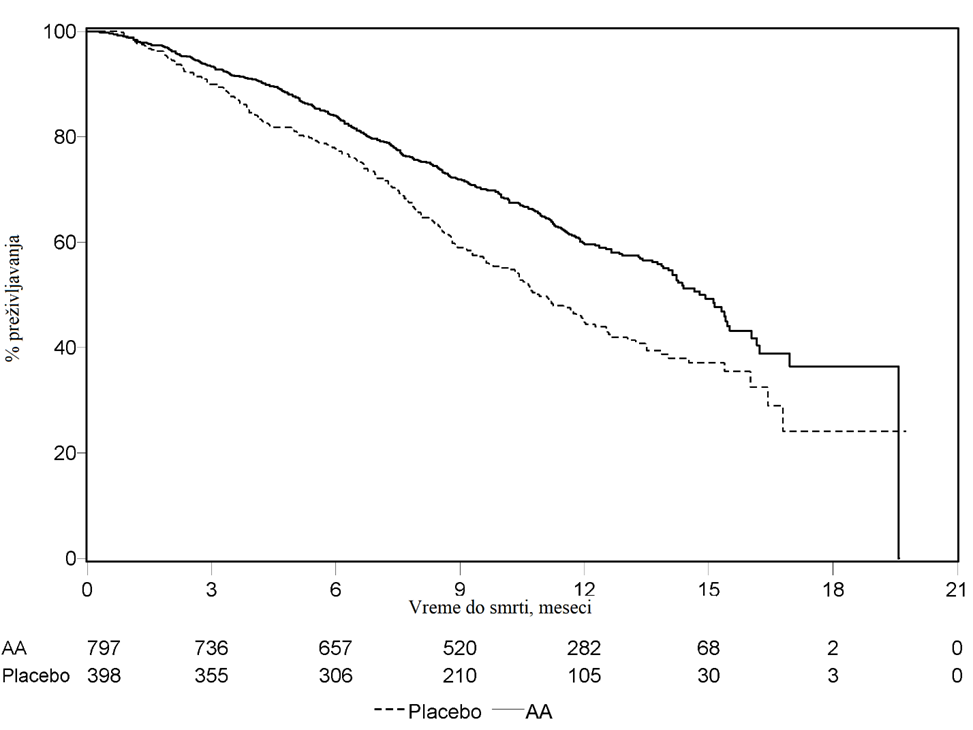 100
80
60
40
20
0
% preživljavanja
0 3 6 9 12 15 18 21
Vreme do smrti, meseci
AA 797 736 657 520 282 68 2 0
Placebo 398 355 306 210 105 30 3 0
Placebo AA